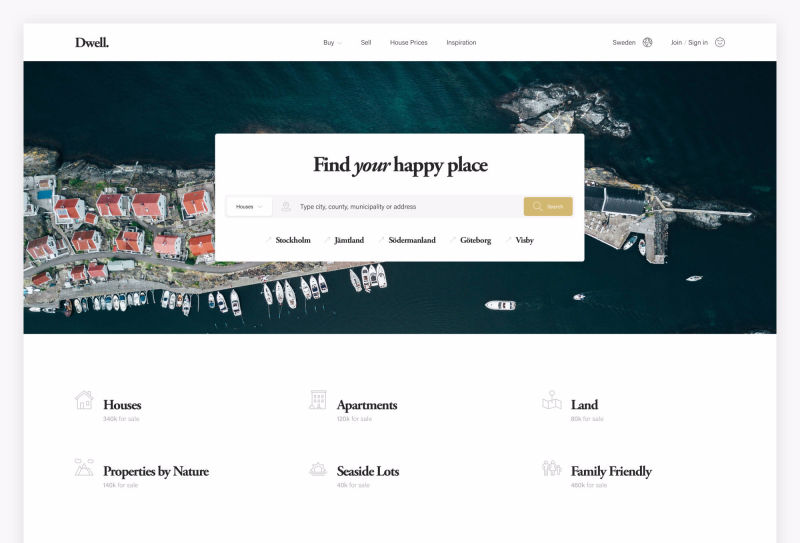 Dwell.
Buy
Sell
House Prices
Inspiration
Sweden
Join / Sign in
Find your happy place
Houses
Type city, county, municipality or address
Search
Stockholm
Jämtland
Södermanland
Göteborg
Visby
Houses
340k for sale
Apartments
120k for sale
Land
80k for sale
Properties by Nature
140k for sale
Seaside Lots
40k for sale
Family Friendly
460k for sale